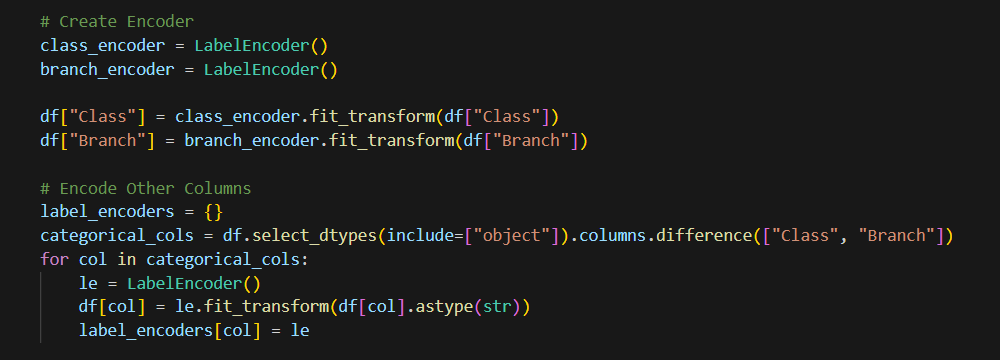 # Create Encoder
class_encoder = LabelEncoder()
branch_encoder = LabelEncoder()
df["Class"] = class_encoder.fit_transform(df["Class"])
df["Branch"] = branch_encoder.fit_transform(df["Branch"])
# Encode Other Columns
label_encoders = {}
categorical_cols = df.select_dtypes(include=["object"]).columns.difference(["Class", "Branch"])
for col in categorical_cols:
    le = LabelEncoder()
    df[col] = le.fit_transform(df[col].astype(str))
    label_encoders[col] = le